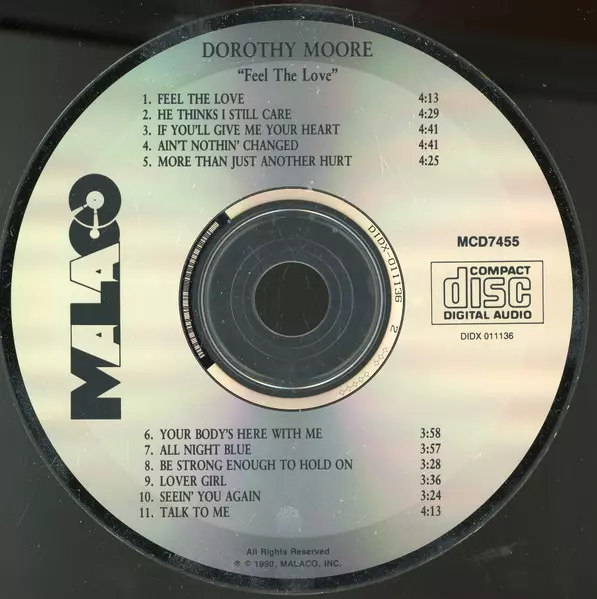 DOROTHY MOORE
"Feel The Love"
1. FEEL THE LOVE 4:13
2. HE THINKS I STILL CARE 4:29
3. IF YOU'LL GIVE ME YOUR HEART 4:41
4. AIN'T NOTHIN' CHANGED 4:41
5. MORE THAN JUST ANOTHER HURT 4:25
MALACO
DIDX-011136 2
MCD7455
COMPACT
disc
DIGITAL AUDIO
DIDX 011136
6. YOUR BODY'S HERE WITH ME 3:58
7. ALL NIGHT BLUE 3:57
8. BE STRONG ENOUGH TO HOLD ON 3:28
9. LOVER GIRL 3:36
10. SEEIN' YOU AGAIN 3:24
11. TALK TO ME 4:13
All Rights Reserved
℗ © 1990, MALACO, INC.